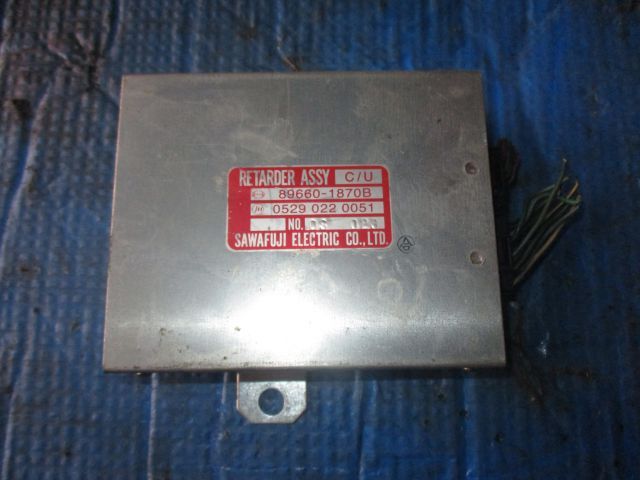 RETARDER ASSY C/U
89660-1870B
0529 022 0051
NO.
SAWAFUJI ELECTRIC CO., LTD.